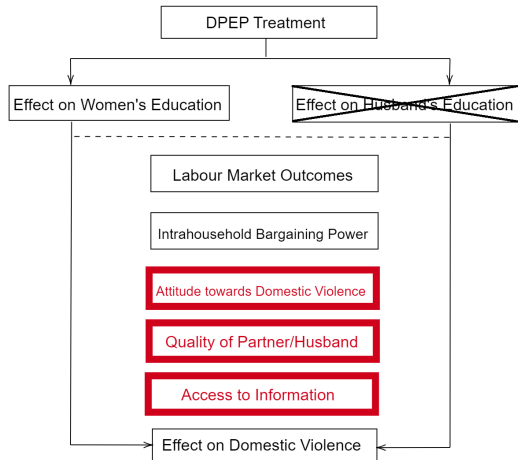 DPEP Treatment
Effect on Women's Education
Effect on Husband's Education
Labour Market Outcomes
Intrahousehold Bargaining Power
Attitude towards Domestic Violence
Quality of Partner/Husband
Access to Information
Effect on Domestic Violence